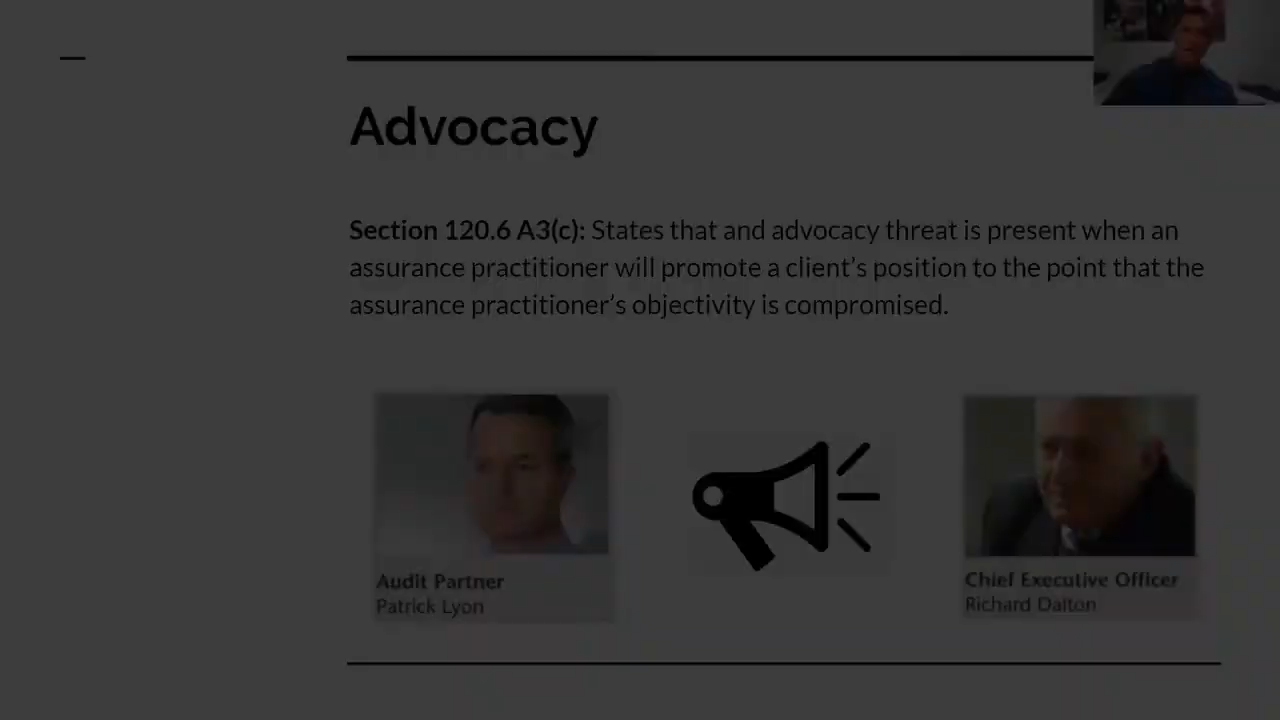 Advocacy
Section 120.6 A3(c): States that and advocacy threat is present when an
assurance practitioner will promote a client's position to the point that the
assurance practitioner's objectivity is compromised.
Audit Partner
Patrick Lyon
Chief Executive Officer
Richard Dalton